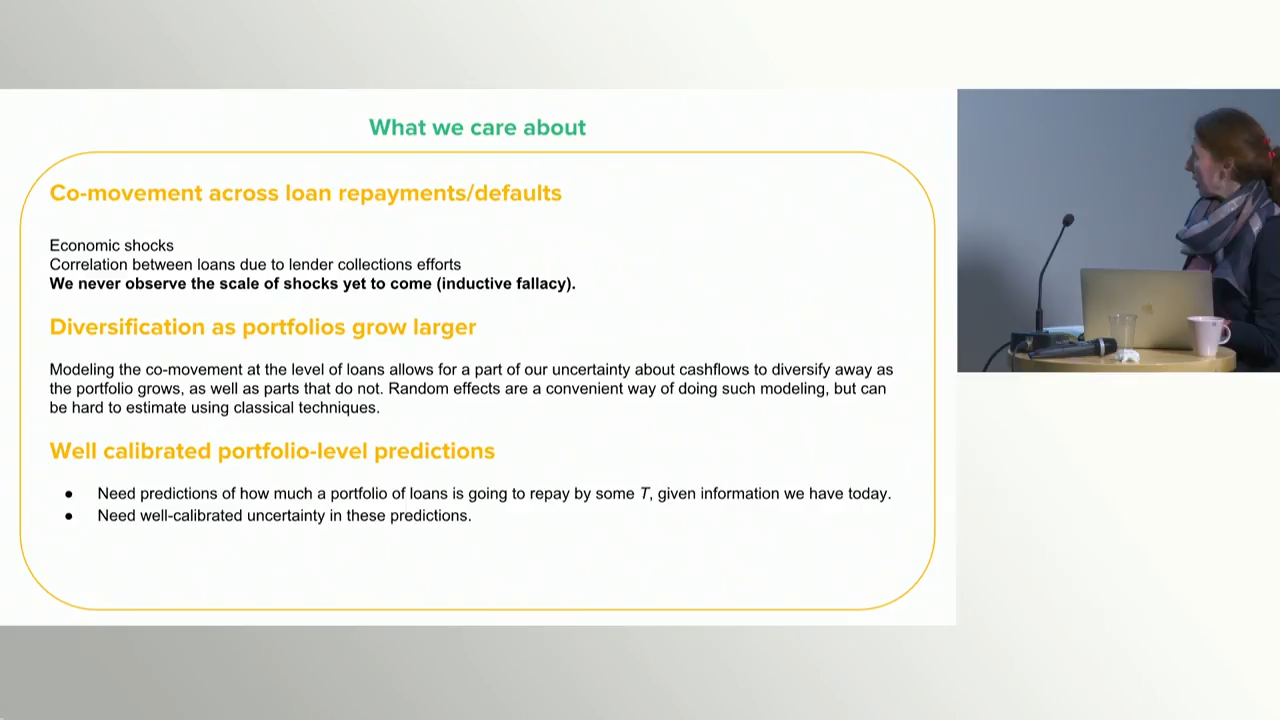 What we care about
Co-movement across loan repayments/defaults
Economic shocks
Correlation between loans due to lender collections efforts
We never observe the scale of shocks yet to come (inductive fallacy).
Diversification as portfolios grow larger
Modeling the co-movement at the level of loans allows for a part of our uncertainty about cashflows to diversify away as
the portfolio grows, as well as parts that do not. Random effects are a convenient way of doing such modeling, but can
be hard to estimate using classical techniques.
Well calibrated portfolio-level predictions
● Need predictions of how much a portfolio of loans is going to repay by some T, given information we have today.
● Need well-calibrated uncertainty in these predictions.